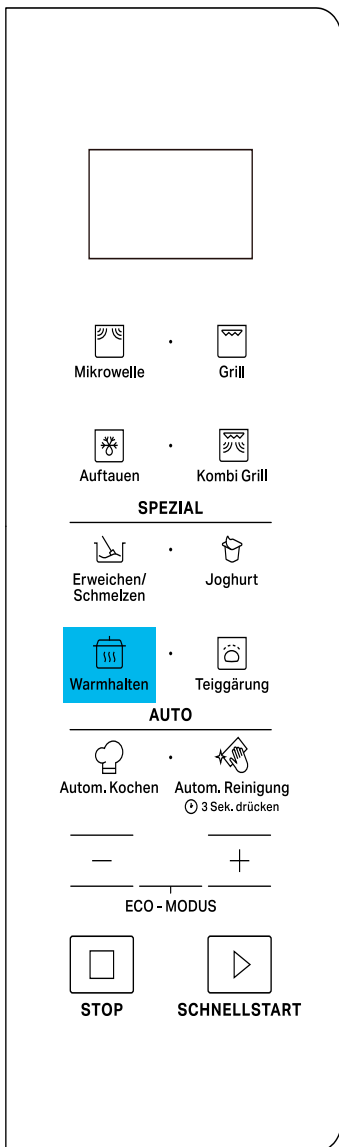 Mikrowelle
Grill
Auftauen
Kombi Grill
SPEZIAL
Erweichen/
Schmelzen
Joghurt
Warmhalten
Teiggärung
AUTO
Autom. Kochen
Autom. Reinigung
3 Sek. drücken
− +
ECO - MODUS
STOP
SCHNELLSTART